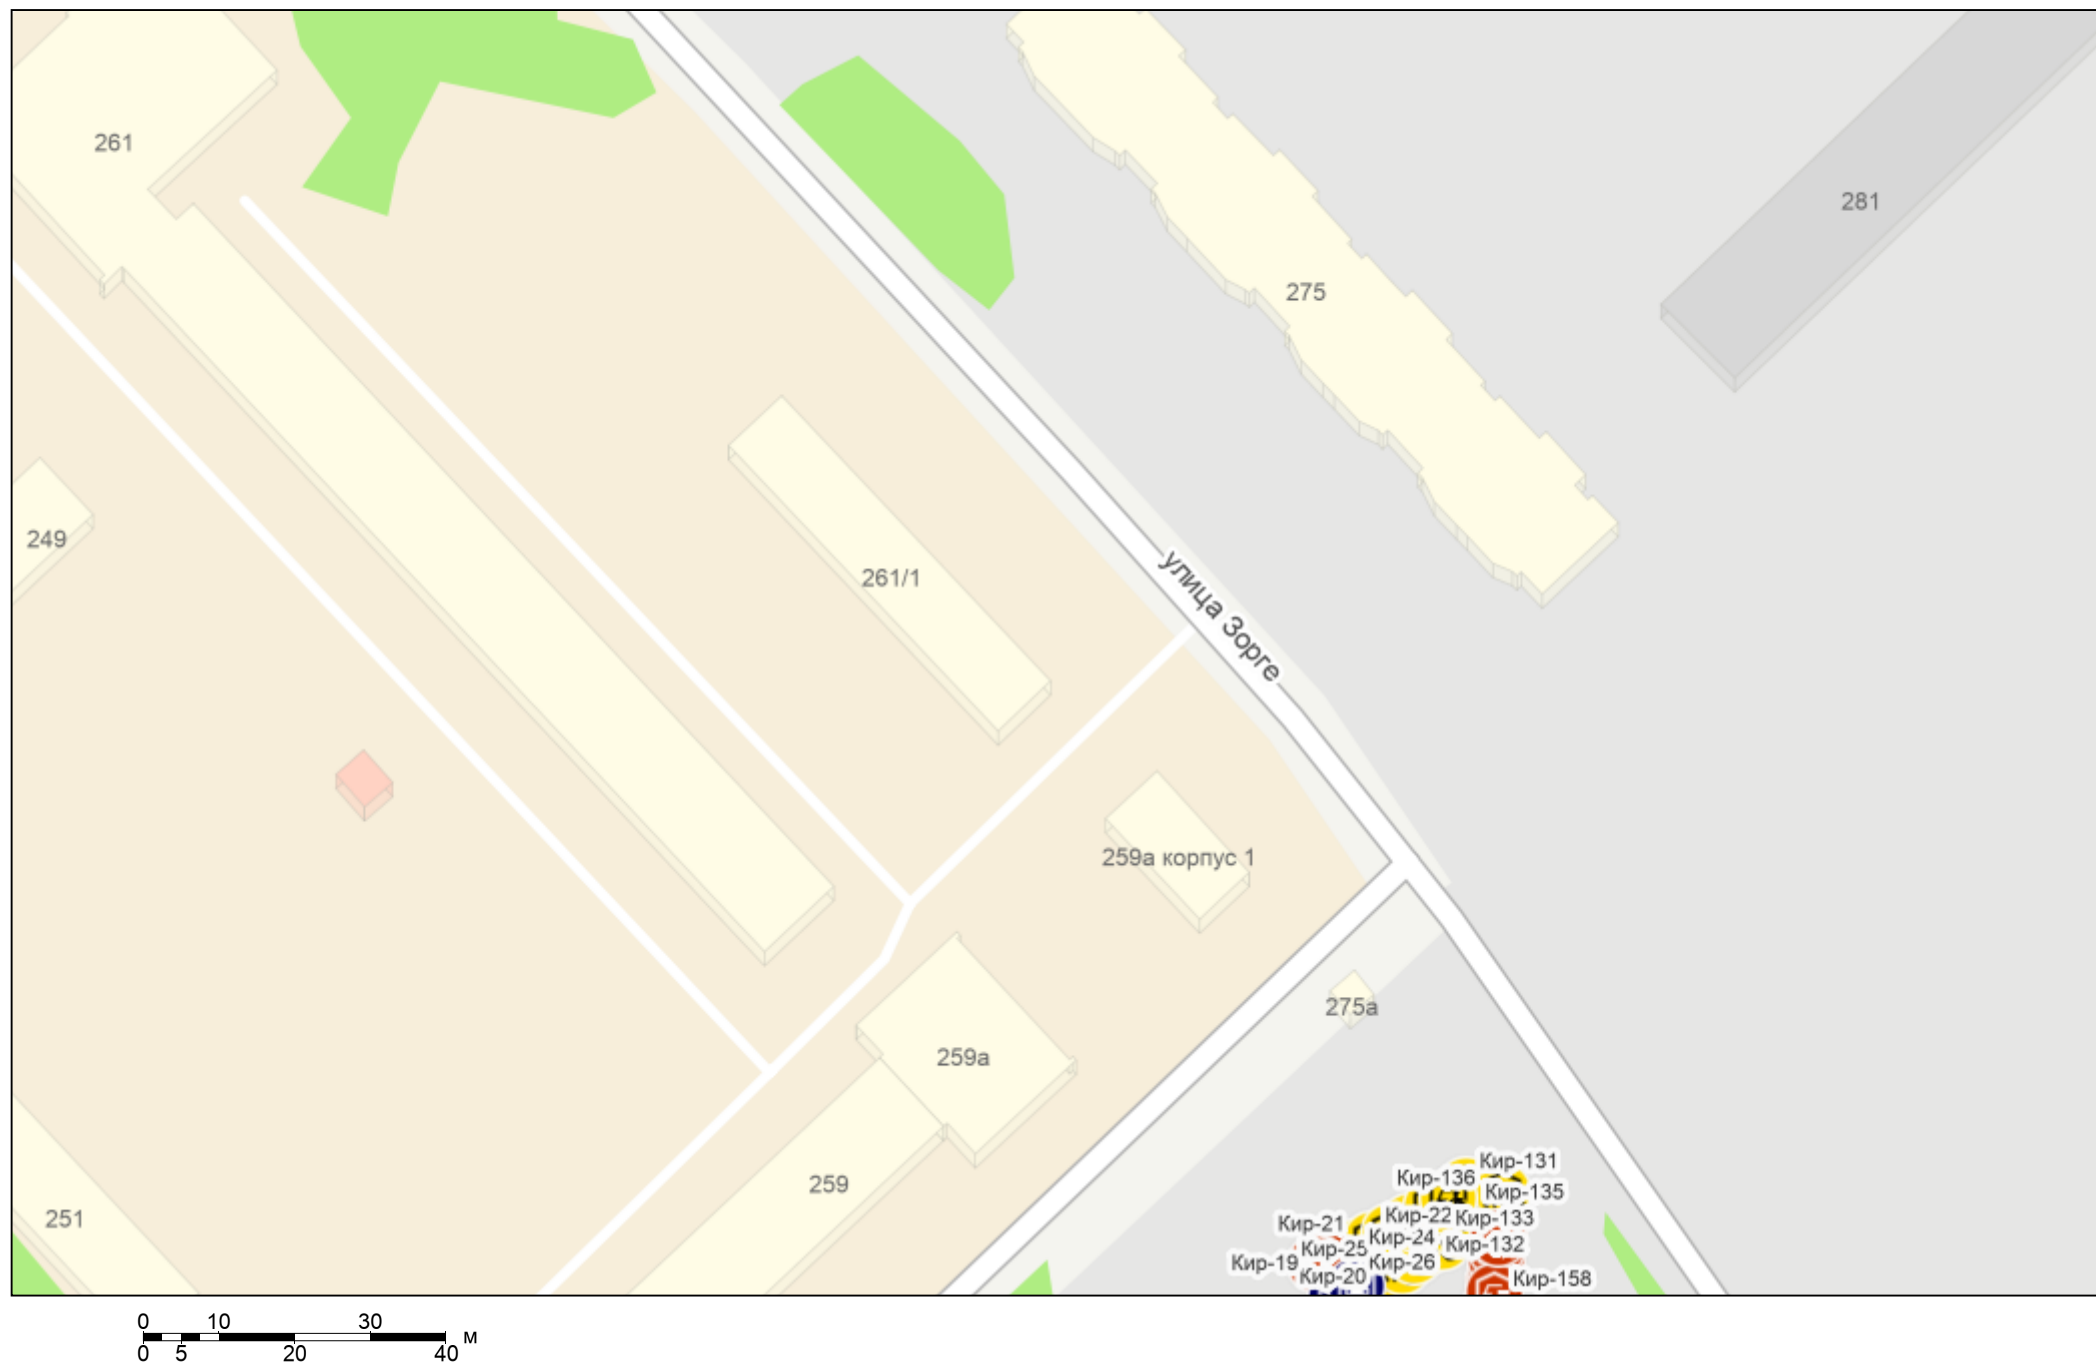 261
281
275
249
261/1
улица Зорге
259а корпус 1
275а
259а
259
251
Кир-131
Кир-136
Кир-135
Кир-22
Кир-133
Кир-21
Кир-24
Кир-132
Кир-25
Кир-19
Кир-26
Кир-20
Кир-158
0 10 30
м
0 5 20 40